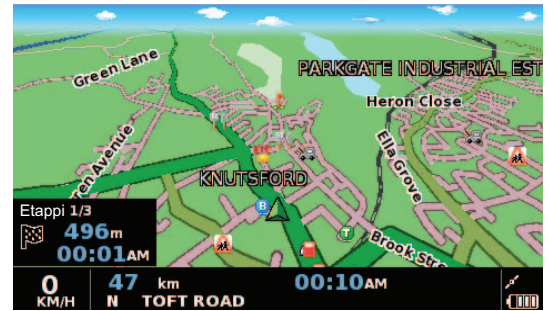 Green Lane
PARKGATE INDUSTRIAL EST
Heron Close
Ella Grove
KNUTSFORD
B
T
Brook Stre
Etappi 1/3
496m
00:01AM
0 KM/H
47 km
00:10AM
N TOFT ROAD